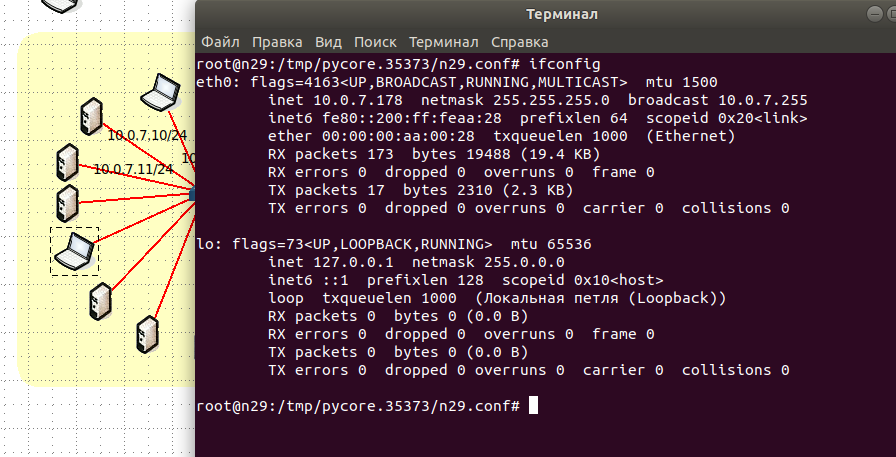 Терминал
Файл Правка Вид Поиск Терминал Справка
root@n29:/tmp/pycore.35373/n29.conf# ifconfig
eth0: flags=4163<UP,BROADCAST,RUNNING,MULTICAST> mtu 1500
inet 10.0.7.178 netmask 255.255.255.0 broadcast 10.0.7.255
inet6 fe80::200:ff:feaa:28 prefixlen 64 scopeid 0x20<link>
ether 00:00:00:aa:00:28 txqueuelen 1000 (Ethernet)
RX packets 173 bytes 19488 (19.4 KB)
RX errors 0 dropped 0 overruns 0 frame 0
TX packets 17 bytes 2310 (2.3 KB)
TX errors 0 dropped 0 overruns 0 carrier 0 collisions 0
lo: flags=73<UP,LOOPBACK,RUNNING> mtu 65536
inet 127.0.0.1 netmask 255.0.0.0
inet6 ::1 prefixlen 128 scopeid 0x10<host>
loop txqueuelen 1000 (Локальная петля (Loopback))
RX packets 0 bytes 0 (0.0 B)
RX errors 0 dropped 0 overruns 0 frame 0
TX packets 0 bytes 0 (0.0 B)
TX errors 0 dropped 0 overruns 0 carrier 0 collisions 0
root@n29:/tmp/pycore.35373/n29.conf#
10.0.7.10/24
10
10.0.7.11/24